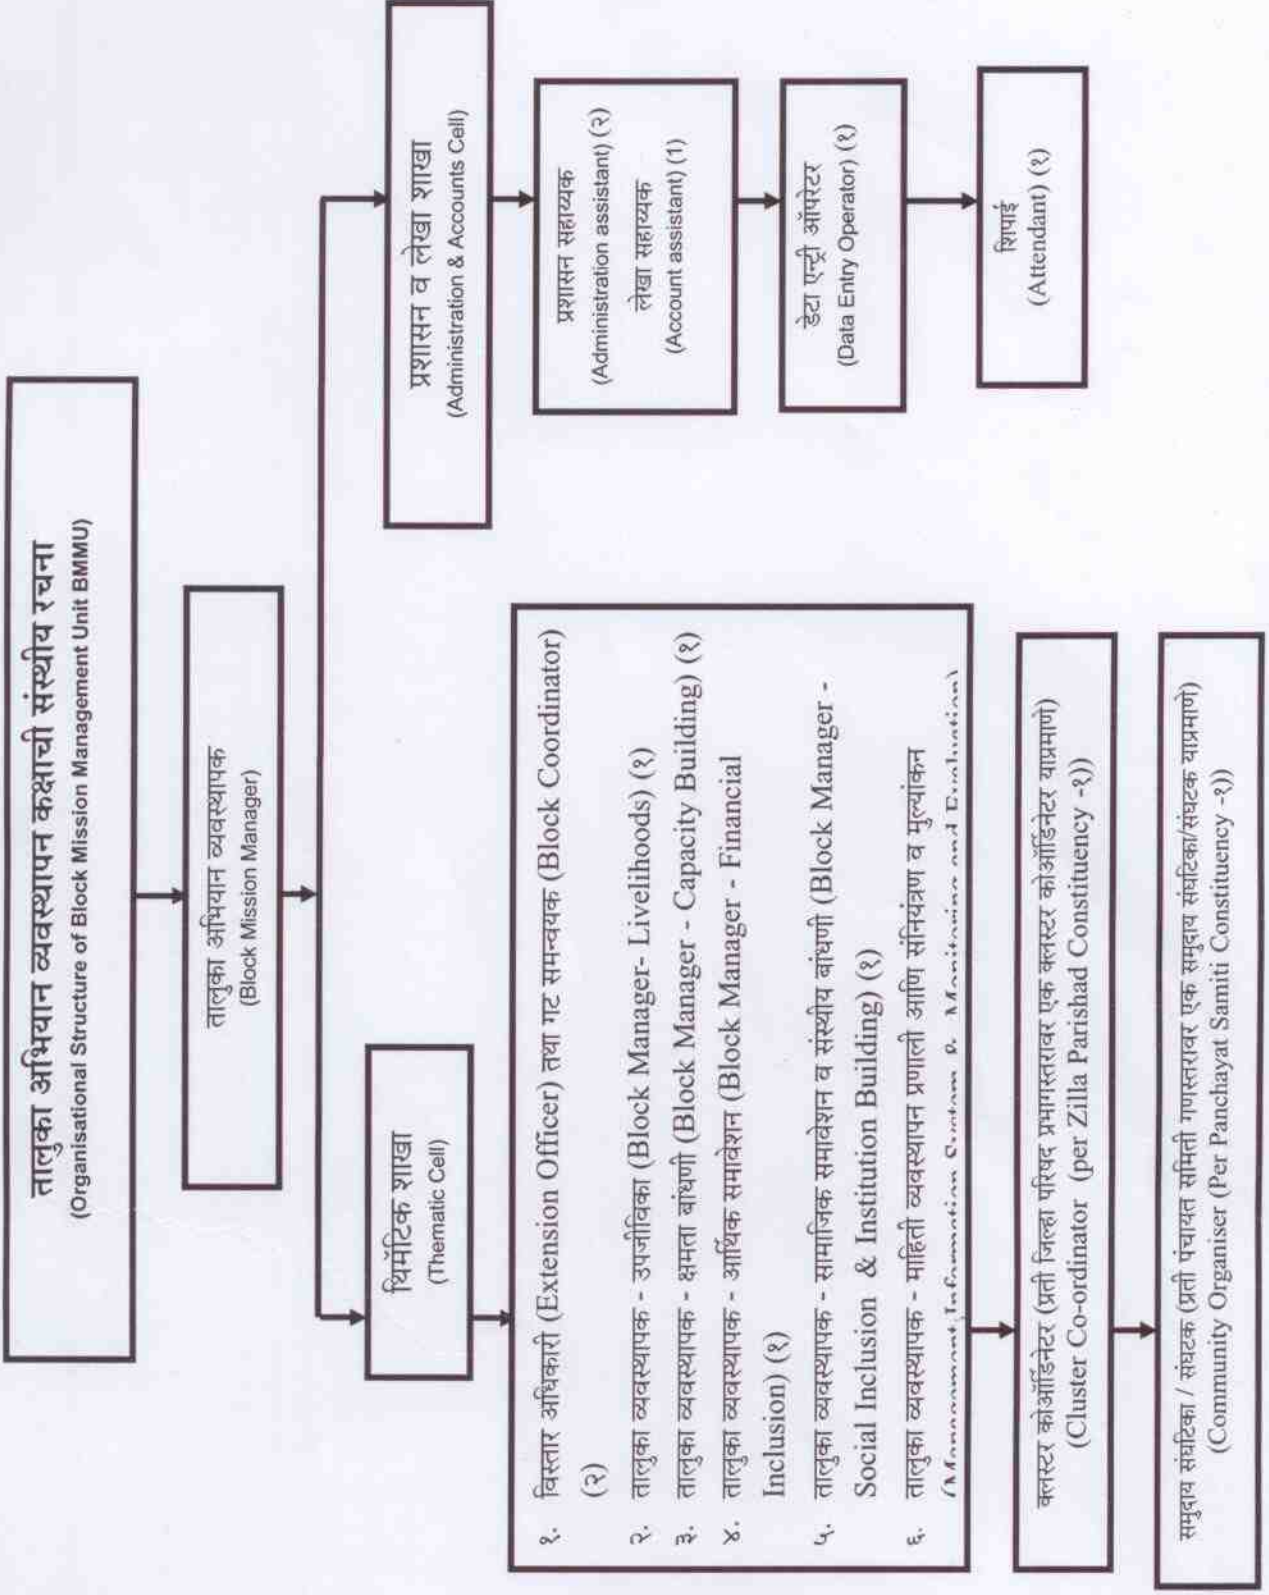 तालुका अभियान व्यवस्थापन कक्षाची संस्थीय रचना
(Organisational Structure of Block Mission Management Unit BMMU)
तालुका अभियान व्यवस्थापक
(Block Mission Manager)
थिमॅटिक शाखा
(Thematic Cell)
१. विस्तार अधिकारी (Extension Officer) तथा गट समन्वयक (Block Coordinator)
(२)
२. तालुका व्यवस्थापक - उपजीविका (Block Manager- Livelihoods) (१)
३. तालुका व्यवस्थापक - क्षमता बांधणी (Block Manager - Capacity Building) (१)
४. तालुका व्यवस्थापक - आर्थिक समावेशन (Block Manager - Financial
Inclusion) (१)
५. तालुका व्यवस्थापक - सामाजिक समावेशन व संस्थीय बांधणी (Block Manager -
Social Inclusion & Institution Building) (१)
६. तालुका व्यवस्थापक - माहिती व्यवस्थापन प्रणाली आणि संनियंत्रण व मुल्यांकन
(Management Information System & Monitoring and Evaluation)
क्लस्टर कोऑर्डिनेटर (प्रती जिल्हा परिषद प्रभागस्तरावर एक क्लस्टर कोऑर्डिनेटर याप्रमाणे)
(Cluster Co-ordinator (per Zilla Parishad Constituency -१))
समुदाय संघटिका / संघटक (प्रती पंचायत समिती गणस्तरावर एक समुदाय संघटिका/संघटक याप्रमाणे)
(Community Organiser (Per Panchayat Samiti Constituency -१))
प्रशासन व लेखा शाखा
(Administration & Accounts Cell)
प्रशासन सहाय्यक
(Administration assistant) (२)
लेखा सहाय्यक
(Account assistant) (1)
डेटा एन्ट्री ऑपरेटर
(Data Entry Operator) (१)
शिपाई
(Attendant) (१)